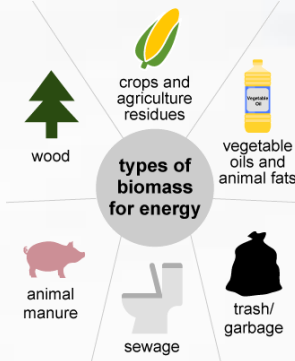 crops and
agriculture
residues
wood
Vegetable
Oil
vegetable
oils and
animal fats
types of
biomass
for energy
animal
manure
sewage
trash/
garbage